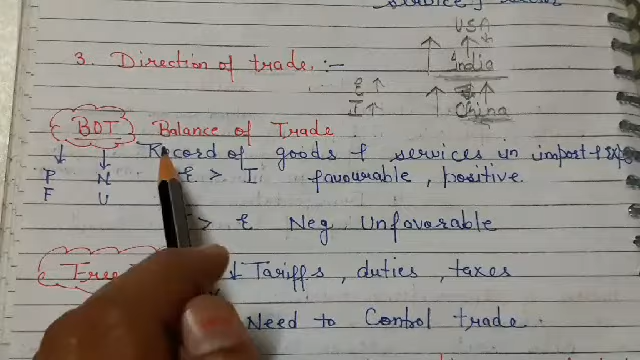 USA
3. Direction of trade :-
India
E ↑
I ↑
China
BOT Balance of Trade
Record of goods & services in import & exp
P N E > I favourable, positive.
F U
> E Neg Unfavorable
Free ↓ Tariffs, duties, taxes
Need to Control trade.